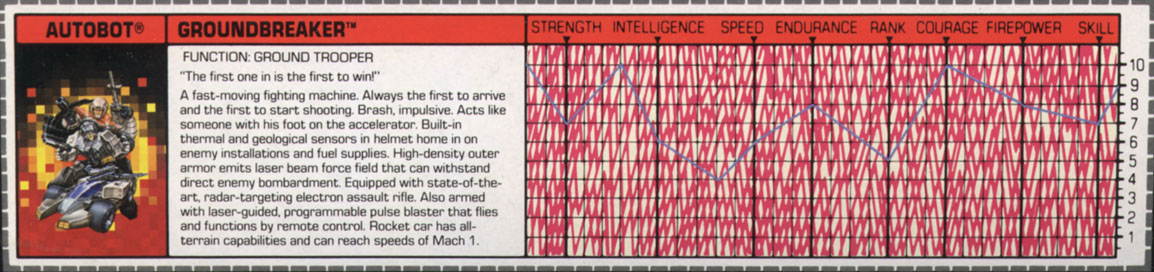 AUTOBOT®
GROUNDBREAKER™
FUNCTION: GROUND TROOPER
"The first one in is the first to win!"
A fast-moving fighting machine. Always the first to arrive
and the first to start shooting. Brash, impulsive. Acts like
someone with his foot on the accelerator. Built-in
thermal and geological sensors in helmet home in on
enemy installations and fuel supplies. High-density outer
armor emits laser beam force field that can withstand
direct enemy bombardment. Equipped with state-of-the-
art, radar-targeting electron assault rifle. Also armed
with laser-guided, programmable pulse blaster that flies
and functions by remote control. Rocket car has all-
terrain capabilities and can reach speeds of Mach 1.
STRENGTH INTELLIGENCE SPEED ENDURANCE RANK COURAGE FIREPOWER SKILL
10
9
8
7
6
5
4
3
2
1